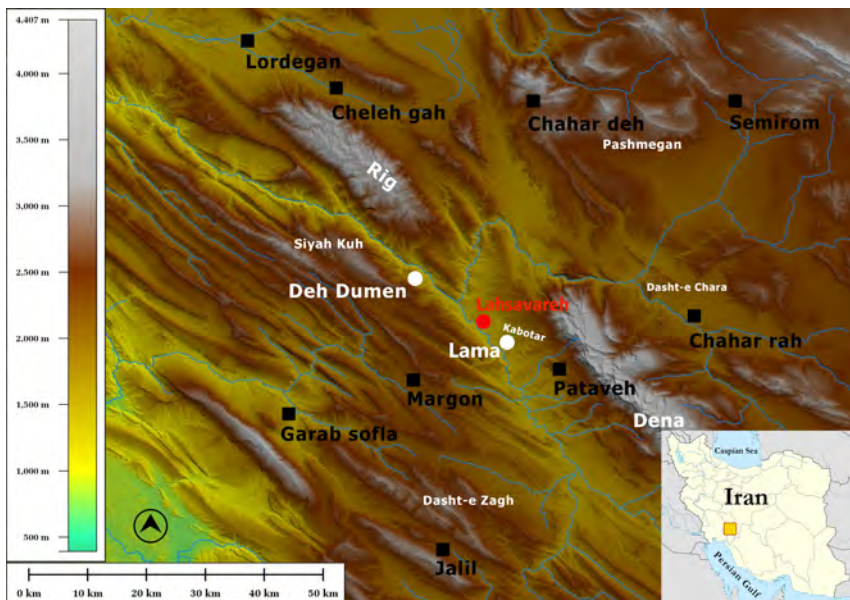 4,407 m
4,000 m
3,500 m
3,000 m
2,500 m
2,000 m
1,500 m
1,000 m
500 m
Lordegan
Cheleh gah
Chahar deh
Semirom
Pashmegan
Rig
Siyah Kuh
Deh Dumen
Lahsavareh
Dasht-e Chara
Kabotar
Chahar rah
Lama
Pataveh
Margon
Dena
Garab sofla
Dasht-e Zagh
Jalil
Caspian Sea
Iran
Persian Gulf
0 km
10 km
20 km
30 km
40 km
50 km